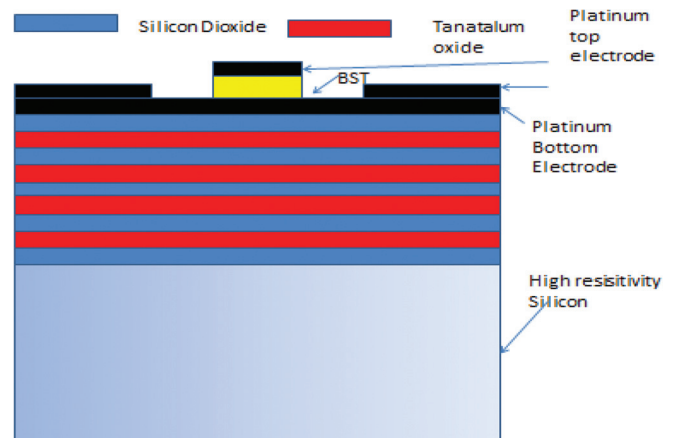 Silicon Dioxide
Tanatalum
oxide
Platinum
top
electrode
BST
Platinum
Bottom
Electrode
High resisitivity
Silicon